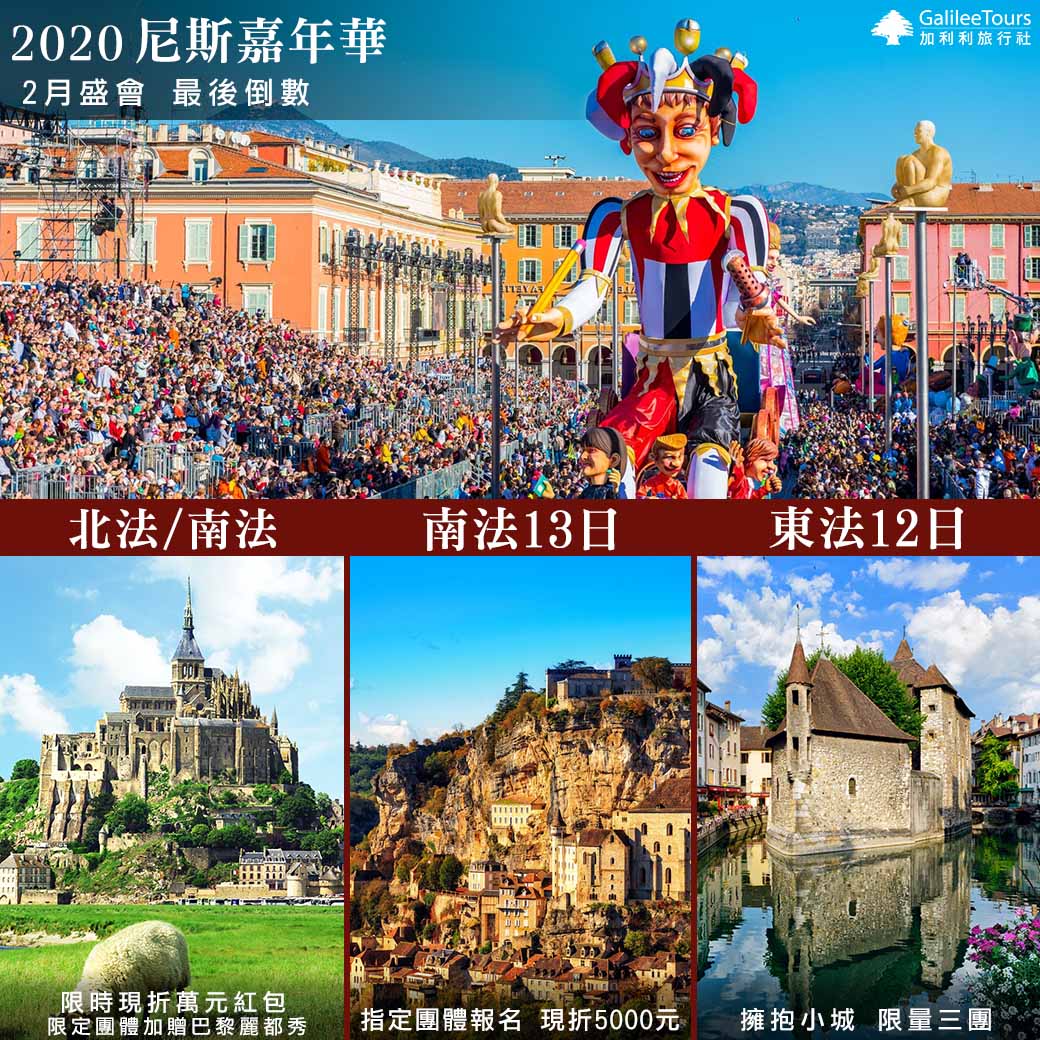 2020 尼斯嘉年華
2月盛會 最後倒數
GalileeTours
加利利旅行社
北法/南法
南法13日
東法12日
限時現折萬元紅包
限定團體加贈巴黎麗都秀
指定團體報名 現折5000元
擁抱小城 限量三團